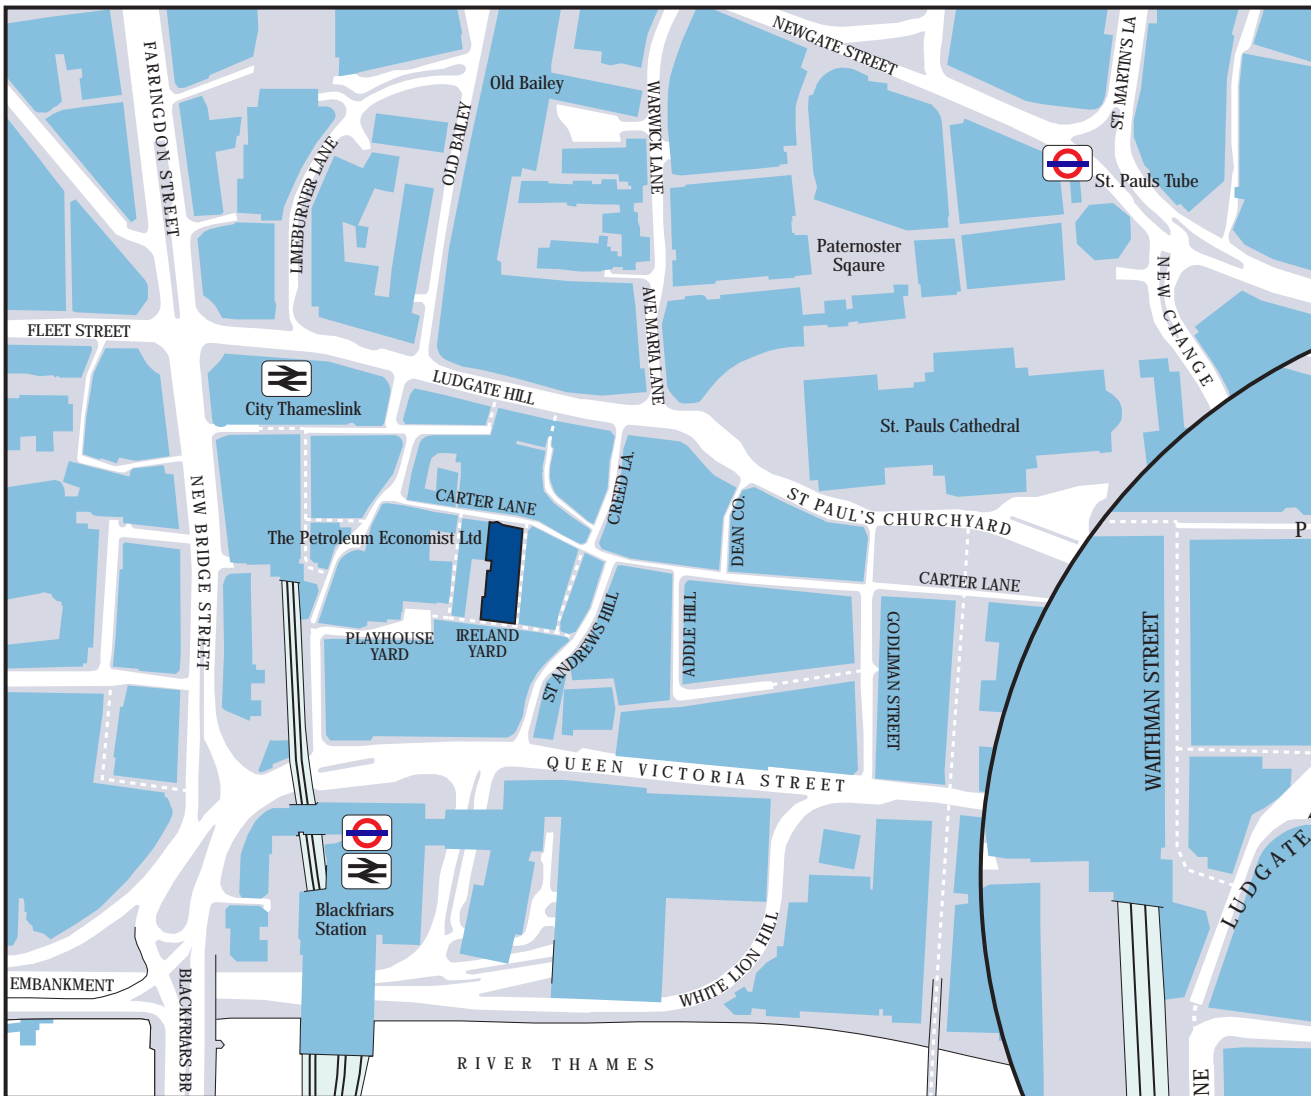 NEWGATE STREET
ST. MARTIN'S LA
FARRINGDON STREET
Old Bailey
OLD BAILEY
WARWICK LANE
LIMEBURNER LANE
St. Pauls Tube
Paternoster
Sqaure
NEW CHANGE
AVE MARIA LANE
FLEET STREET
LUDGATE HILL
City Thameslink
St. Pauls Cathedral
CREED LA.
CARTER LANE
DEAN CO.
ST PAUL'S CHURCHYARD
NEW BRIDGE STREET
The Petroleum Economist Ltd
P
CARTER LANE
PLAYHOUSE
YARD
IRELAND
YARD
ST ANDREWS HILL
ADDLE HILL
GODLIMAN STREET
WAITHMAN STREET
QUEEN VICTORIA STREET
LUDGATE
Blackfriars
Station
WHITE LION HILL
EMBANKMENT
BLACKFRIARS BR
RIVER THAMES
NE